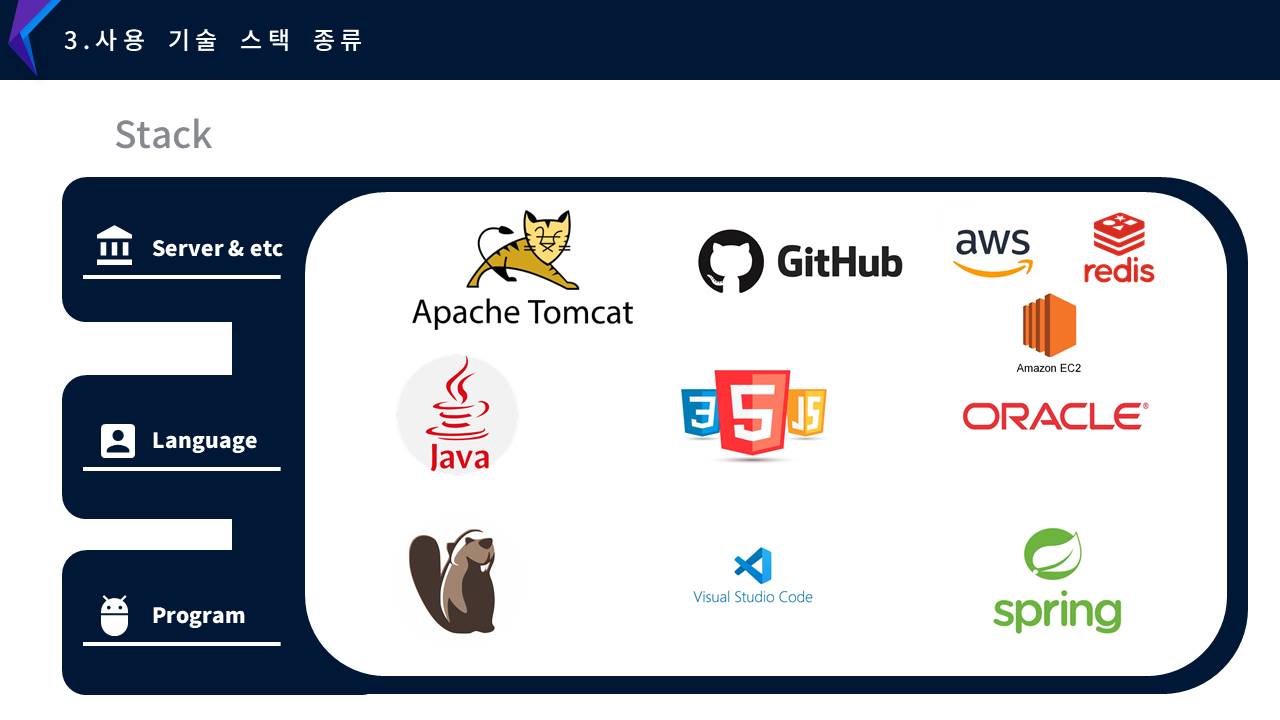 3.사용 기술 스택 종류
Stack
Server & etc
Apache Tomcat
GitHub
aws
redis
Amazon EC2
Language
Java
3
5
JS
ORACLE®
Program
Visual Studio Code
spring